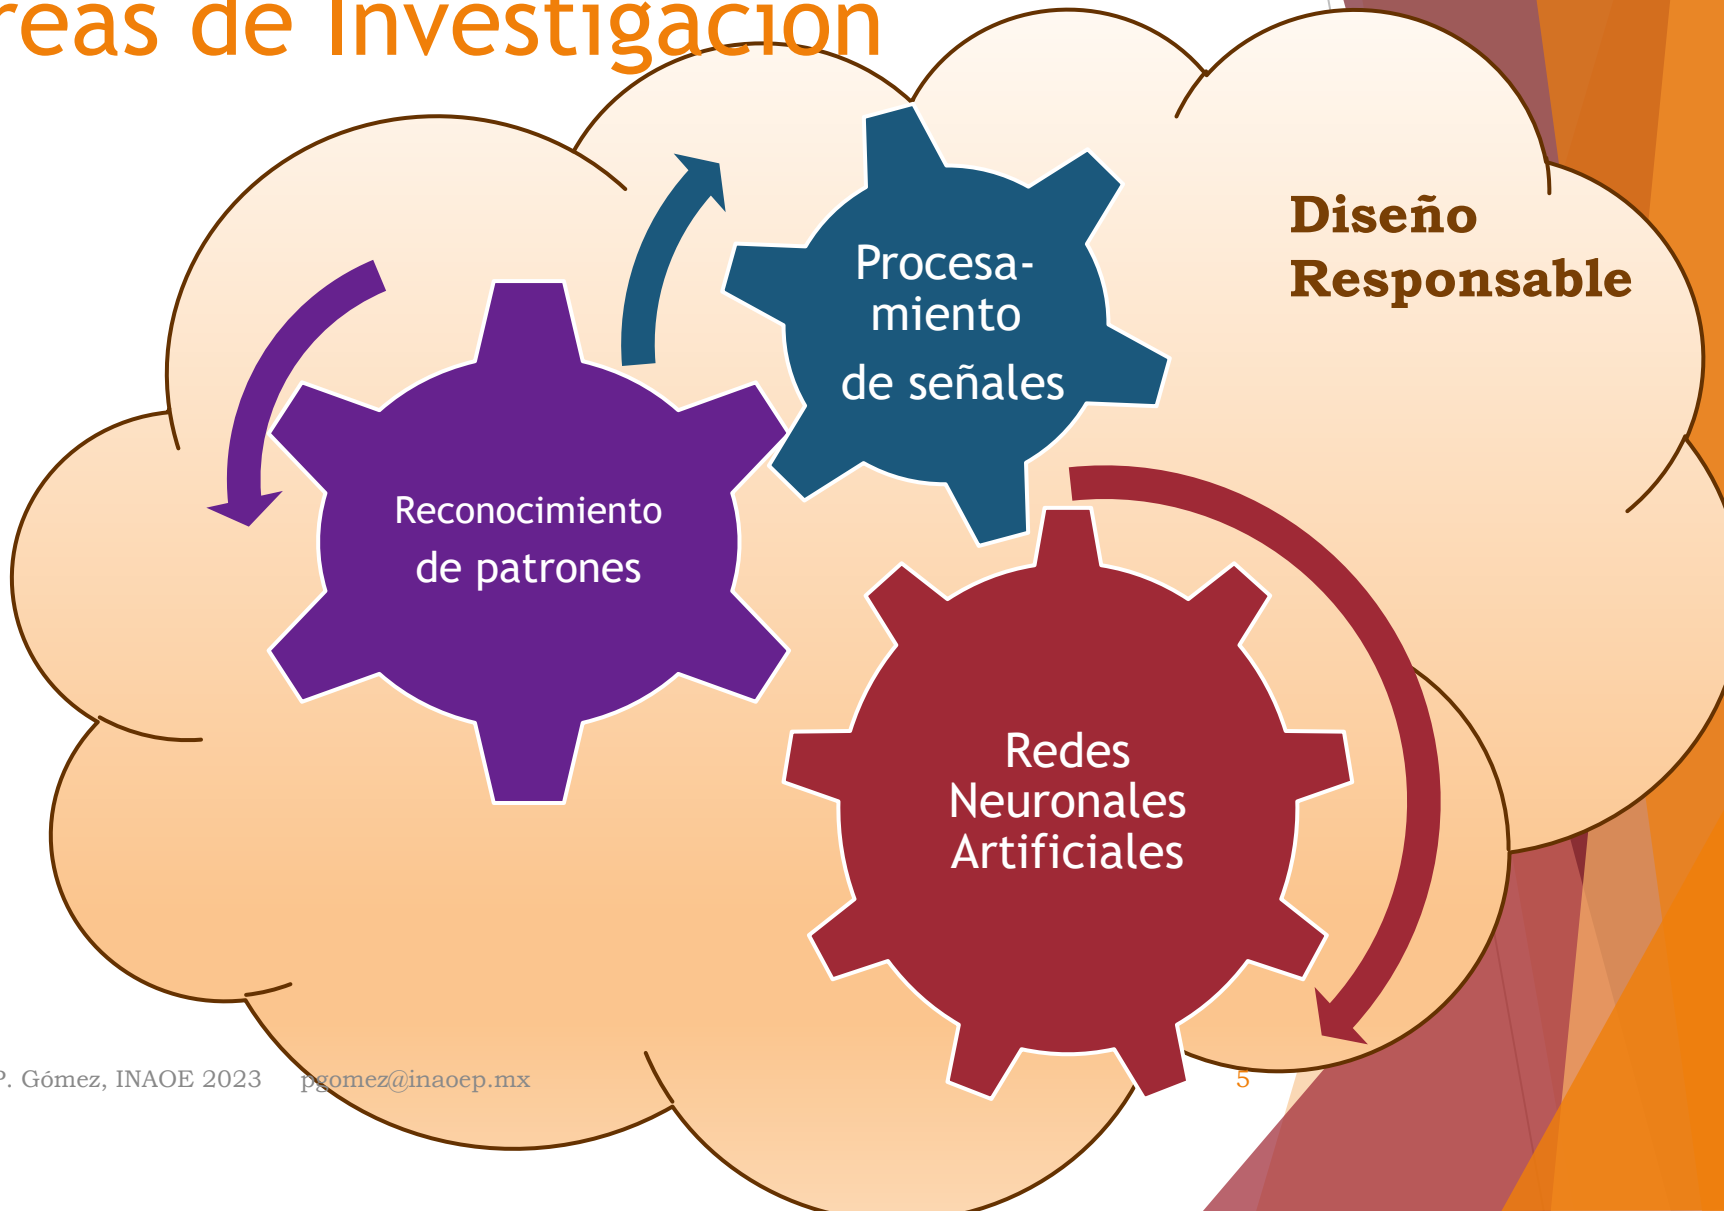 reas de Investigación
Diseño
Responsable
Procesa-
miento
de señales
Reconocimiento
de patrones
Redes
Neuronales
Artificiales
P. Gómez, INAOE 2023 pgomez@inaoep.mx
5